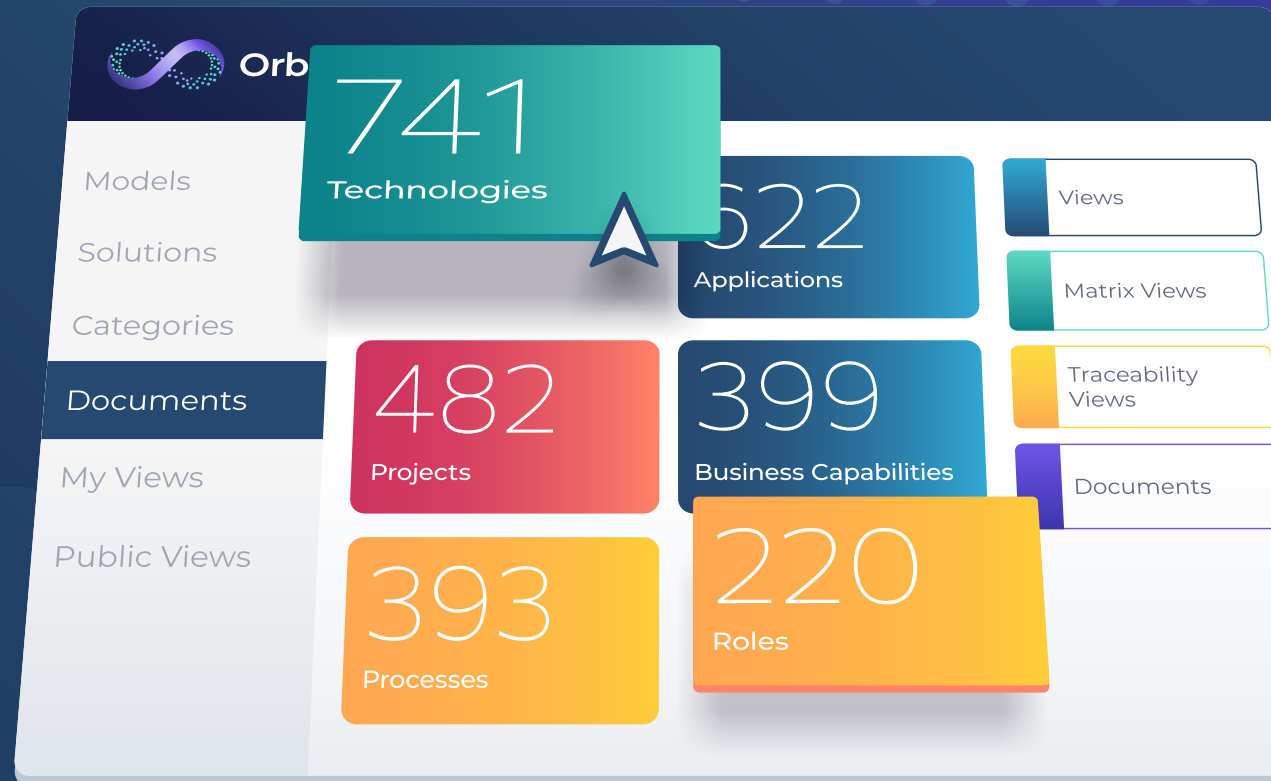 Orb
741
Technologies
Models
Solutions
Categories
Documents
My Views
Public Views
622
Applications
482
Projects
399
Business Capabilities
393
Processes
220
Roles
Views
Matrix Views
Traceability
Views
Documents